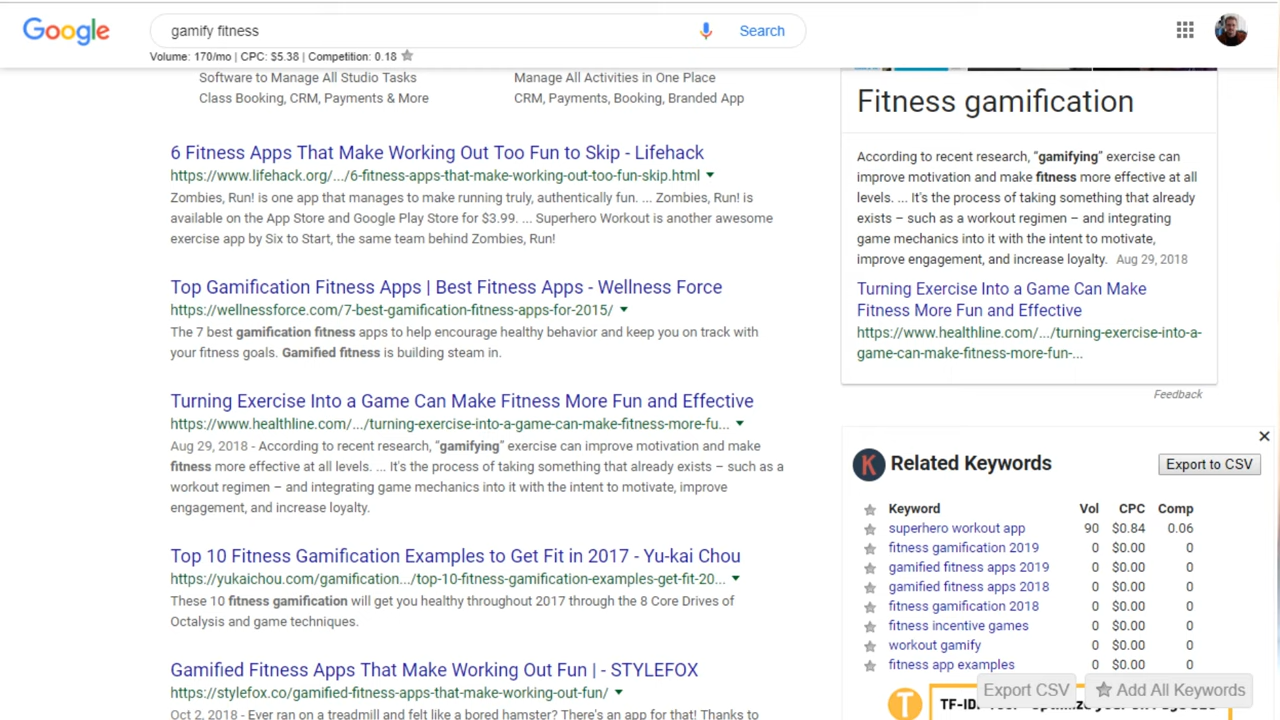 Google
gamify fitness
Search
Volume: 170/mo | CPC: $5.38 | Competition: 0.18
Software to Manage All Studio Tasks
Class Booking, CRM, Payments & More
Manage All Activities in One Place
CRM, Payments, Booking, Branded App
6 Fitness Apps That Make Working Out Too Fun to Skip - Lifehack
https://www.lifehack.org/.../6-fitness-apps-that-make-working-out-too-fun-skip.html
Zombies, Run! is one app that manages to make running truly, authentically fun. ... Zombies, Run! is
available on the App Store and Google Play Store for $3.99. ... Superhero Workout is another awesome
exercise app by Six to Start, the same team behind Zombies, Run!
Top Gamification Fitness Apps | Best Fitness Apps - Wellness Force
https://wellnessforce.com/7-best-gamification-fitness-apps-for-2015/
The 7 best gamification fitness apps to help encourage healthy behavior and keep you on track with
your fitness goals. Gamified fitness is building steam in.
Turning Exercise Into a Game Can Make Fitness More Fun and Effective
https://www.healthline.com/.../turning-exercise-into-a-game-can-make-fitness-more-fu...
Aug 29, 2018 - According to recent research, “gamifying” exercise can improve motivation and make
fitness more effective at all levels. ... It's the process of taking something that already exists – such as a
workout regimen – and integrating game mechanics into it with the intent to motivate, improve
engagement, and increase loyalty.
Top 10 Fitness Gamification Examples to Get Fit in 2017 - Yu-kai Chou
https://yukaichou.com/gamification.../top-10-fitness-gamification-examples-get-fit-20...
These 10 fitness gamification will get you healthy throughout 2017 through the 8 Core Drives of
Octalysis and game techniques.
Gamified Fitness Apps That Make Working Out Fun | - STYLEFOX
https://stylefox.co/gamified-fitness-apps-that-make-working-out-fun/
Oct 2, 2018 - Ever ran on a treadmill and felt like a bored hamster? There's an app for that! Thanks to
Fitness gamification
According to recent research, “gamifying” exercise can
improve motivation and make fitness more effective at all
levels. ... It's the process of taking something that already
exists – such as a workout regimen – and integrating
game mechanics into it with the intent to motivate,
improve engagement, and increase loyalty. Aug 29, 2018
Turning Exercise Into a Game Can Make
Fitness More Fun and Effective
https://www.healthline.com/.../turning-exercise-into-a-
game-can-make-fitness-more-fun-...
Feedback
K Related Keywords
Export to CSV
Keyword Vol CPC Comp
superhero workout app 90 $0.84 0.06
fitness gamification 2019 0 $0.00 0
gamified fitness apps 2019 0 $0.00 0
gamified fitness apps 2018 0 $0.00 0
fitness gamification 2018 0 $0.00 0
fitness incentive games 0 $0.00 0
workout gamify 0 $0.00 0
fitness app examples 0 $0.00 0
Export CSV
Add All Keywords
T